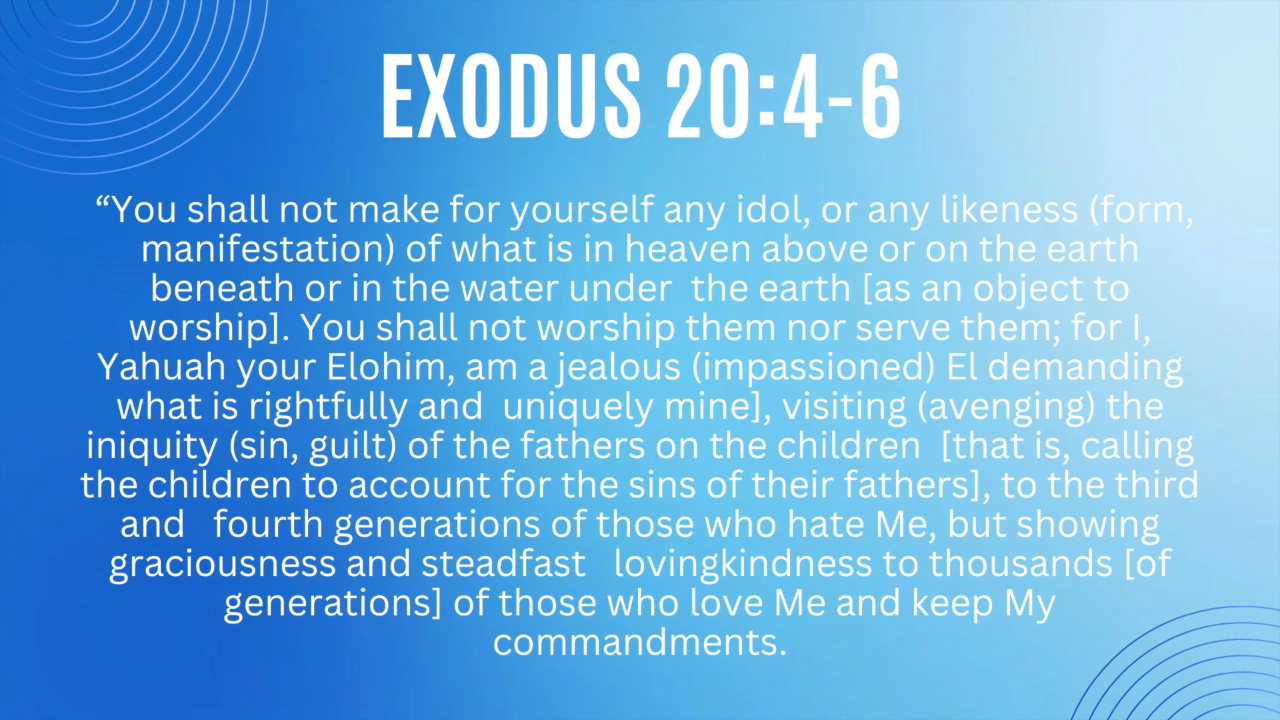 EXODUS 20:4-6
“You shall not make for yourself any idol, or any likeness (form,
manifestation) of what is in heaven above or on the earth
beneath or in the water under  the earth [as an object to
worship]. You shall not worship them nor serve them; for I,
Yahuah your Elohim, am a jealous (impassioned) El demanding
what is rightfully and  uniquely mine], visiting (avenging) the
iniquity (sin, guilt) of the fathers on the children  [that is, calling
the children to account for the sins of their fathers], to the third
and   fourth generations of those who hate Me, but showing
graciousness and steadfast   lovingkindness to thousands [of
generations] of those who love Me and keep My
commandments.